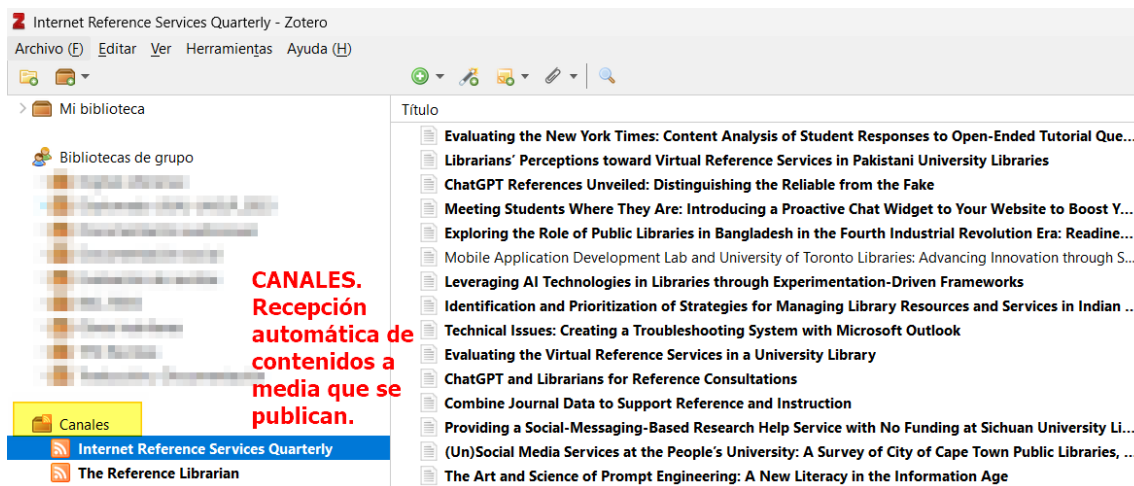 Internet Reference Services Quarterly - Zotero
Archivo (F) Editar Ver Herramientas Ayuda (H)
Mi biblioteca
Bibliotecas de grupo
CANALES.
Recepción
automática de
contenidos a
media que se
publican.
Canales
Internet Reference Services Quarterly
The Reference Librarian
Título
Evaluating the New York Times: Content Analysis of Student Responses to Open-Ended Tutorial Que...
Librarians’ Perceptions toward Virtual Reference Services in Pakistani University Libraries
ChatGPT References Unveiled: Distinguishing the Reliable from the Fake
Meeting Students Where They Are: Introducing a Proactive Chat Widget to Your Website to Boost Y...
Exploring the Role of Public Libraries in Bangladesh in the Fourth Industrial Revolution Era: Readine...
Mobile Application Development Lab and University of Toronto Libraries: Advancing Innovation through S...
Leveraging AI Technologies in Libraries through Experimentation-Driven Frameworks
Identification and Prioritization of Strategies for Managing Library Resources and Services in Indian ...
Technical Issues: Creating a Troubleshooting System with Microsoft Outlook
Evaluating the Virtual Reference Services in a University Library
ChatGPT and Librarians for Reference Consultations
Combine Journal Data to Support Reference and Instruction
Providing a Social-Messaging-Based Research Help Service with No Funding at Sichuan University Li...
(Un)Social Media Services at the People’s University: A Survey of City of Cape Town Public Libraries, ...
The Art and Science of Prompt Engineering: A New Literacy in the Information Age